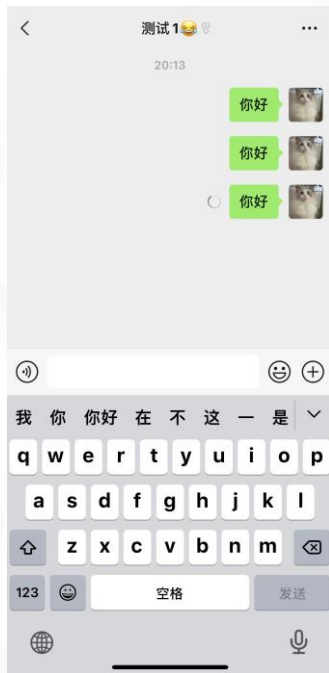 测试1😂
20:13
你好
你好
你好
我 你 你好 在 不 这 一 是
q w e r t y u i o p
a s d f g h j k l
z x c v b n m
123 空格 发送